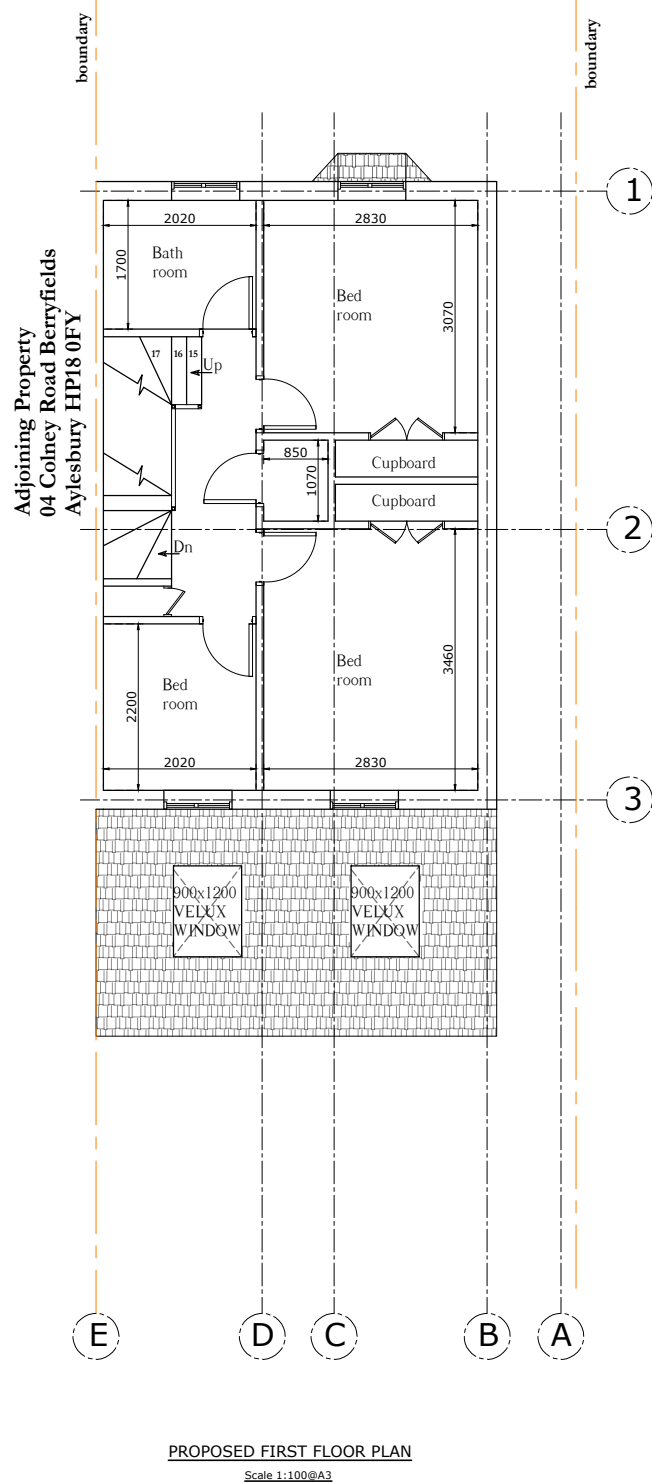 boundary
boundary
1
2020
2830
Bath
room
1700
Bed
room
3070
Adjoining Property
04 Colney Road Berryfields
Aylesbury HP18 0FY
17 16 15
Up
850
1070
Cupboard
Cupboard
2
Dn
Bed
room
3460
Bed
room
2200
2020
2830
3
900x1200
VELUX
WINDOW
900x1200
VELUX
WINDOW
E D C B A
PROPOSED FIRST FLOOR PLAN
Scale 1:100@A3